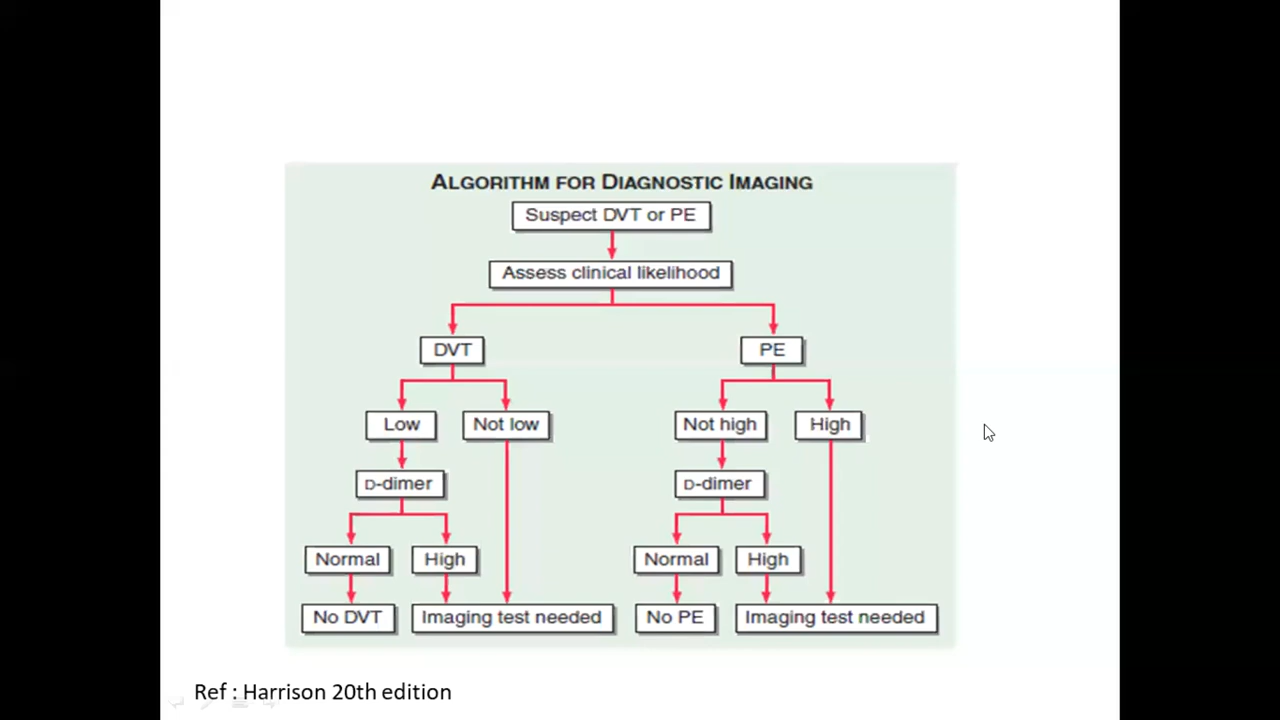 ALGORITHM FOR DIAGNOSTIC IMAGING
Suspect DVT or PE
Assess clinical likelihood
DVT
PE
Low
Not low
Not high
High
D-dimer
D-dimer
Normal
High
Normal
High
No DVT
Imaging test needed
No PE
Imaging test needed
Ref : Harrison 20th edition